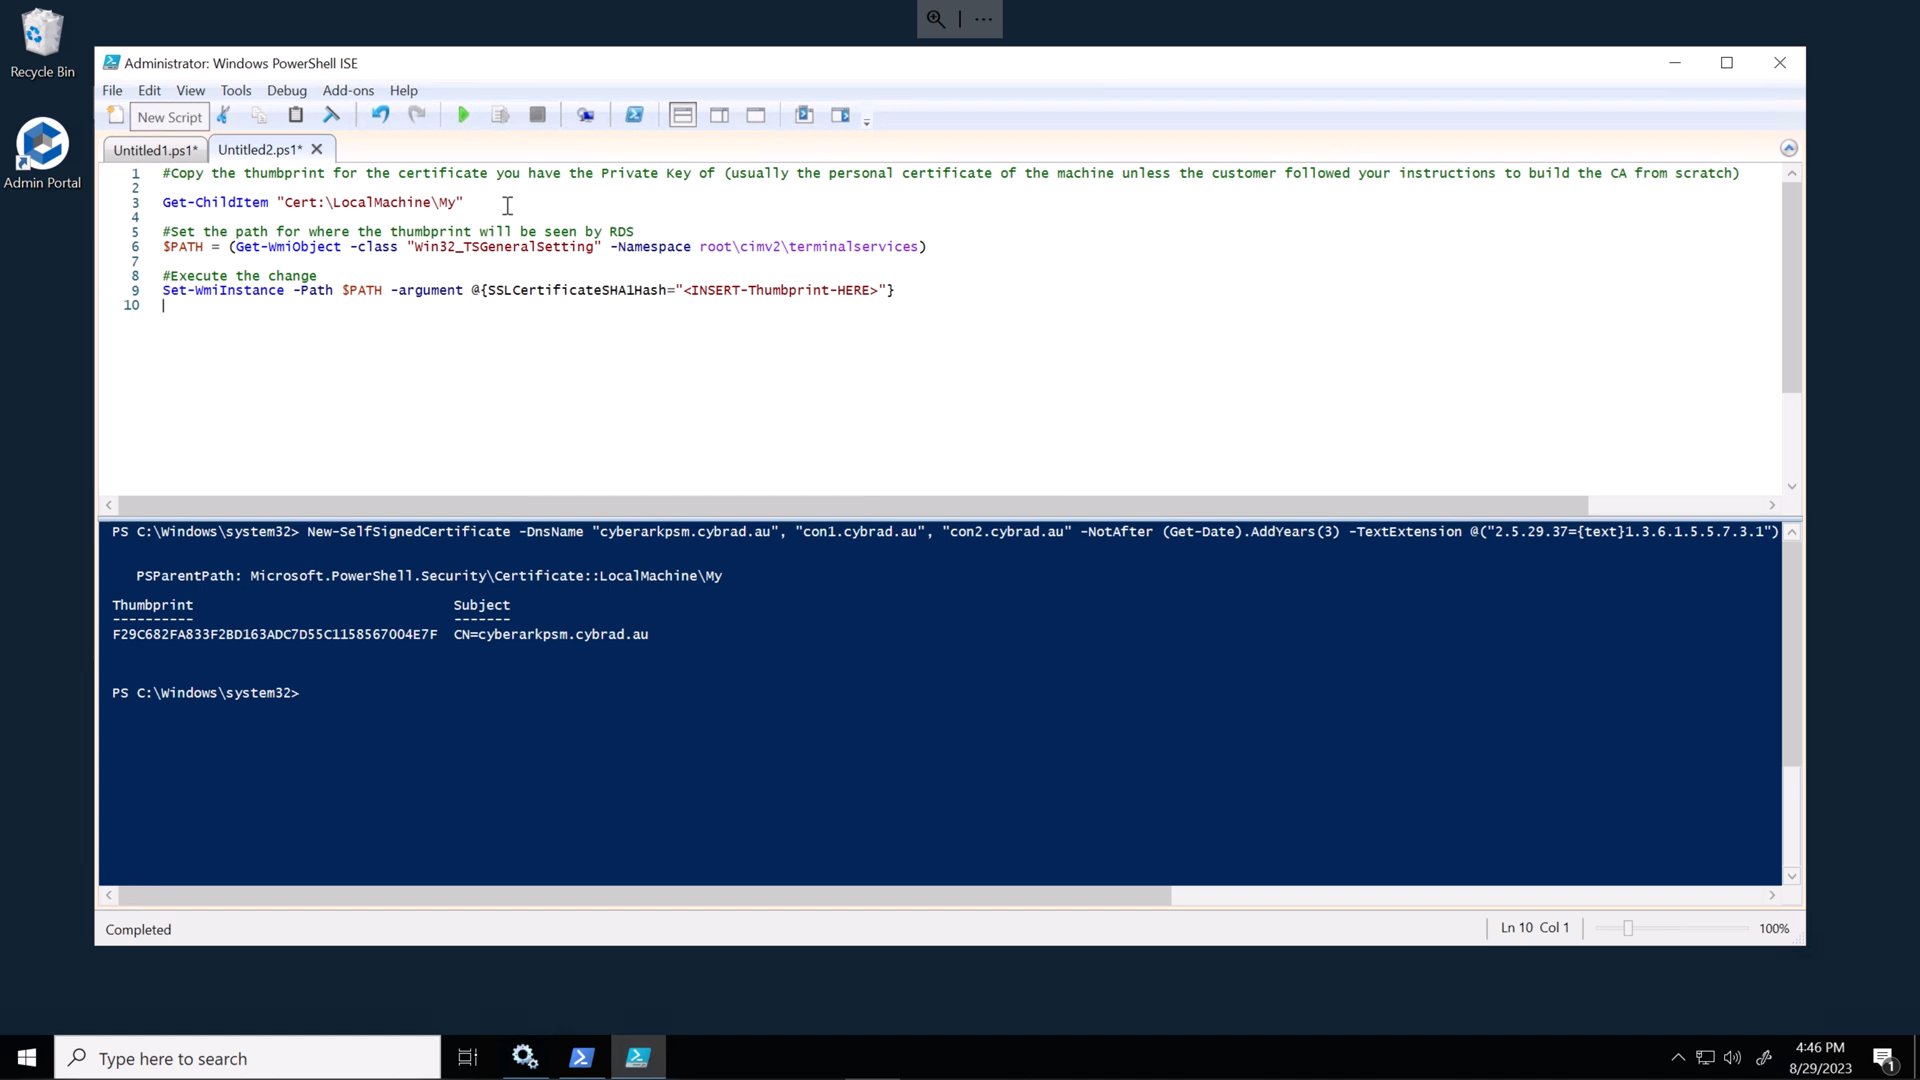 Recycle Bin
Admin Portal
Administrator: Windows PowerShell ISE
File Edit View Tools Debug Add-ons Help
New Script
Untitled1.ps1* Untitled2.ps1*
1 #Copy the thumbprint for the certificate you have the Private Key of (usually the personal certificate of the machine unless the customer followed your instructions to build the CA from scratch)
2
3 Get-ChildItem "Cert:\LocalMachine\My"
4
5 #Set the path for where the thumbprint will be seen by RDS
6 $PATH = (Get-WmiObject -class "Win32_TSGeneralSetting" -Namespace root\cimv2\terminalservices)
7
8 #Execute the change
9 Set-WmiInstance -Path $PATH -argument @{SSLCertificateSHA1Hash="<INSERT-Thumbprint-HERE>"}
10
PS C:\Windows\system32> New-SelfSignedCertificate -DnsName "cyberarkpsm.cybrad.au", "con1.cybrad.au", "con2.cybrad.au" -NotAfter (Get-Date).AddYears(3) -TextExtension @("2.5.29.37={text}1.3.6.1.5.5.7.3.1")
PSParentPath: Microsoft.PowerShell.Security\Certificate::LocalMachine\My
Thumbprint Subject
---------- -------
F29C682FA833F2BD163ADC7D55C1158567004E7F CN=cyberarkpsm.cybrad.au
PS C:\Windows\system32>
Completed
Ln 10 Col 1
100%
Type here to search
4:46 PM
8/29/2023
1